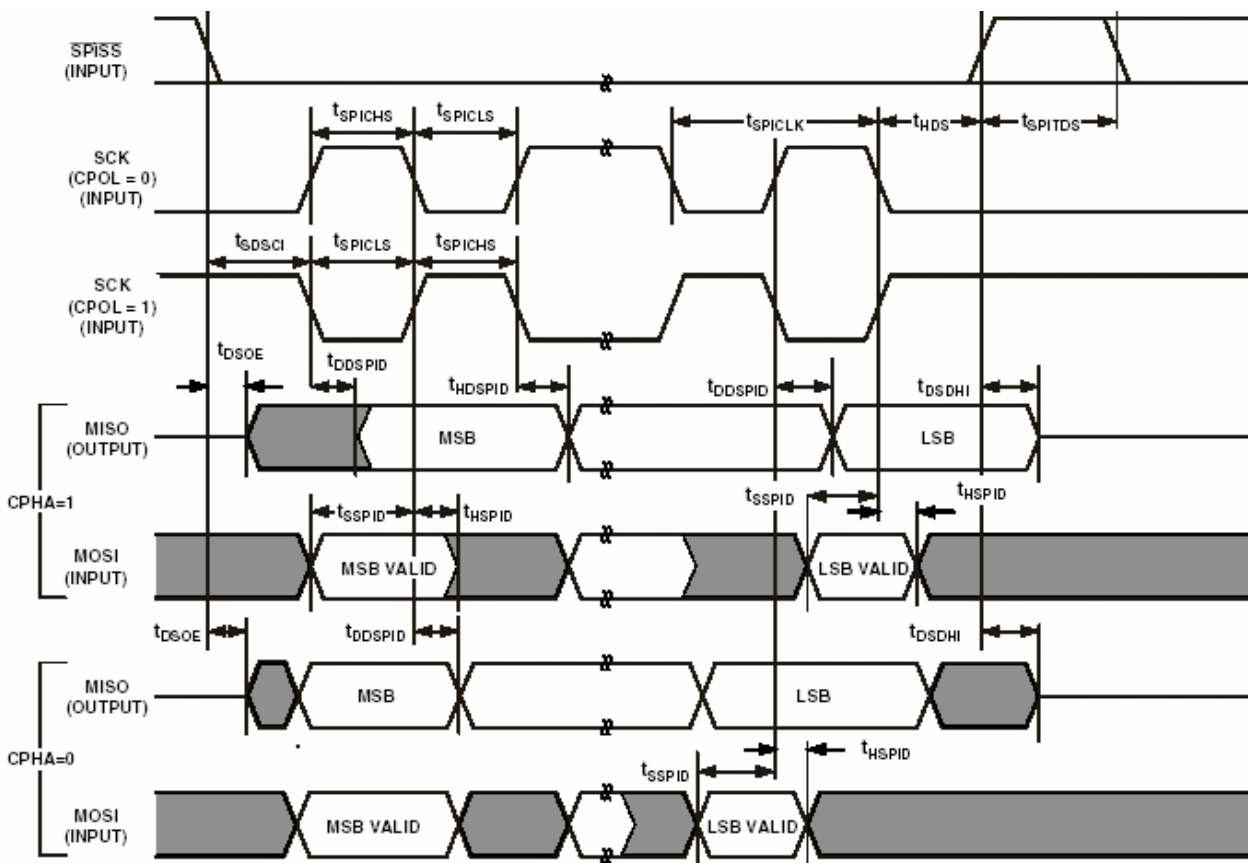 SPISS
(INPUT)
tSPICHS tSPICLS tSPICLK tHDS tSPITDS
SCK
(CPOL = 0)
(INPUT)
tSDSCI tSPICLS tSPICHS
SCK
(CPOL = 1)
(INPUT)
tDSOE tDDSPID tHDSPID tDDSPID tDSDHI
MISO
(OUTPUT)
MSB LSB
CPHA=1
tSSPID tHSPID tSSPID tHSPID
MOSI
(INPUT)
MSB VALID LSB VALID
tDSOE tDDSPID tDSDHI
MISO
(OUTPUT)
MSB LSB
CPHA=0
tSSPID tHSPID
MOSI
(INPUT)
MSB VALID LSB VALID